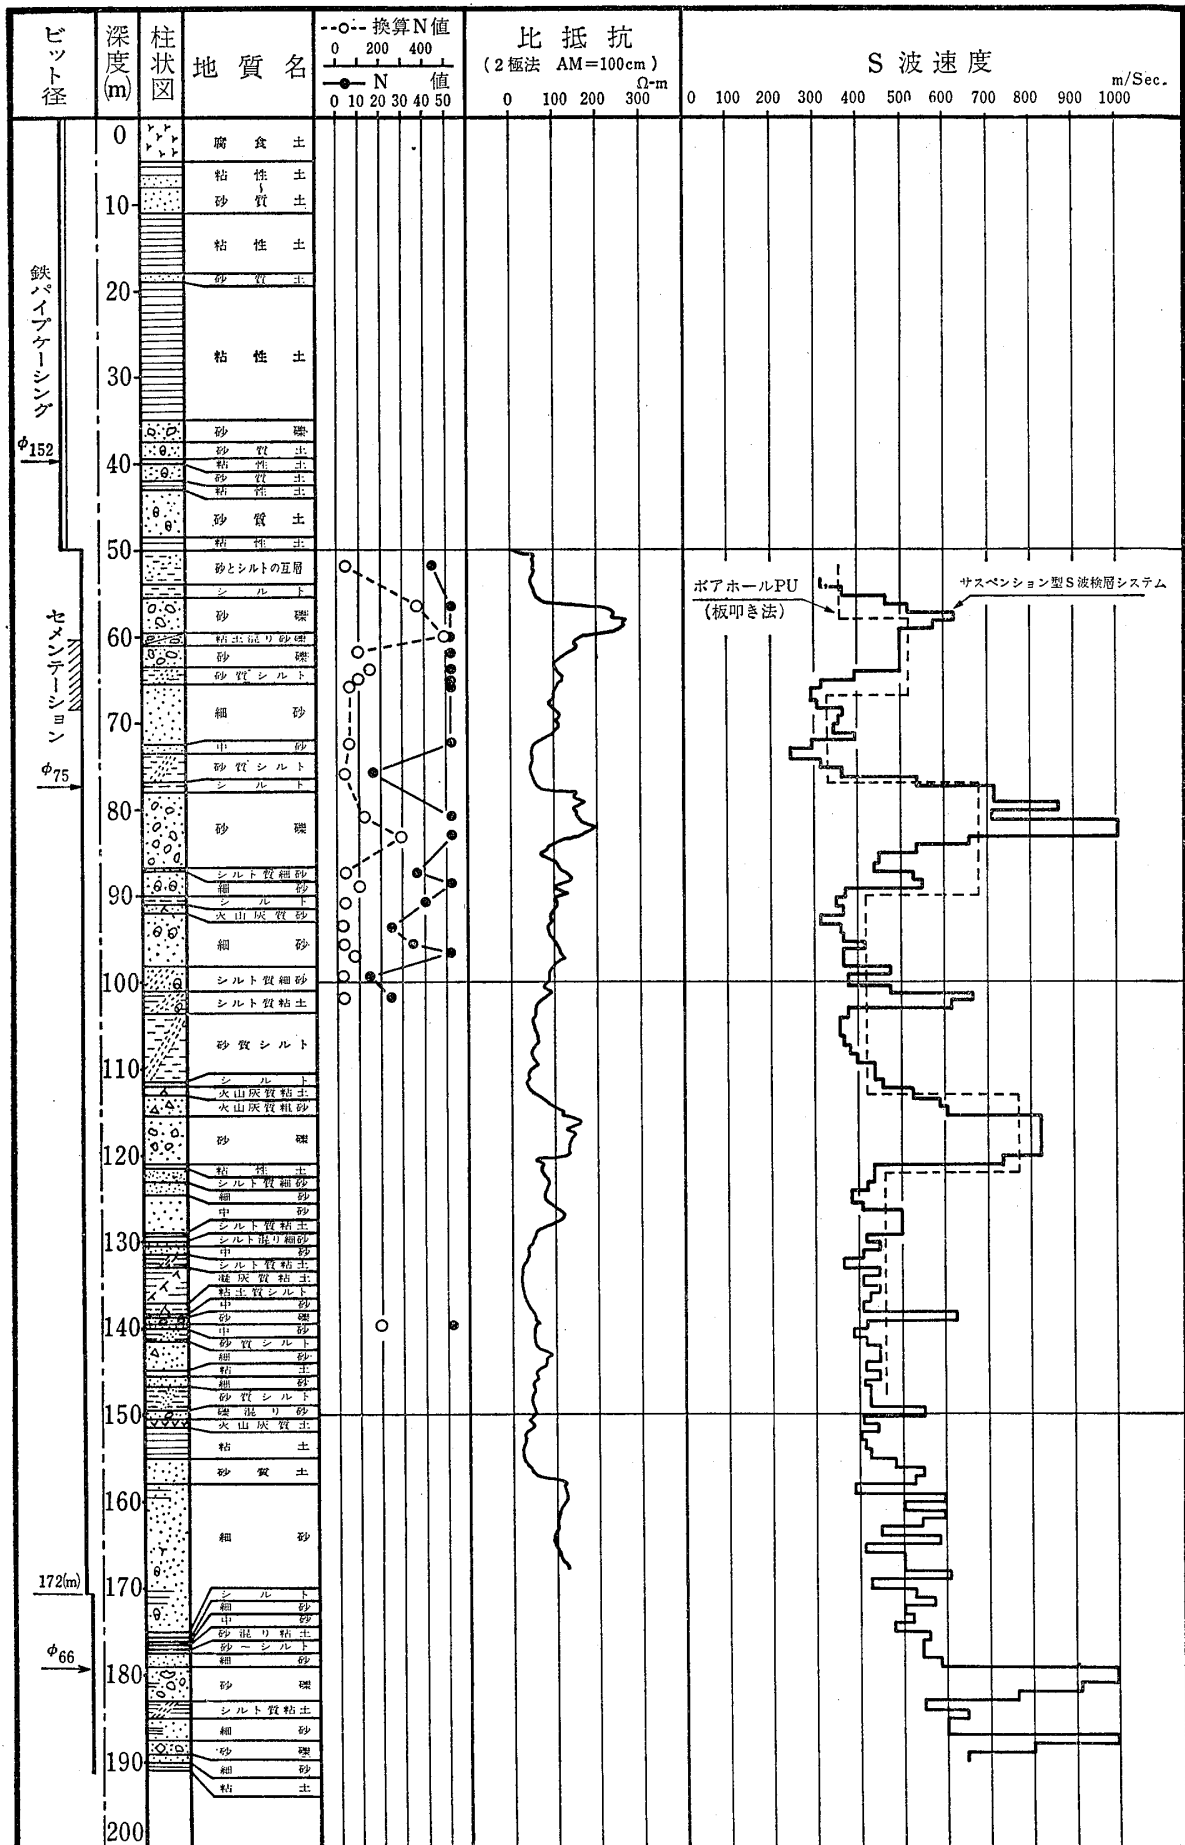 ビット径
深度(m)
柱状図
地質名
--○-- 換算N値
0 200 400
●― N 値
0 10 20 30 40 50
比抵抗
(2極法 AM=100cm)
Ω-m
0 100 200 300
S波速度
m/Sec.
0 100 200 300 400 500 600 700 800 900 1000
鉄パイプケーシング
φ152
セメンテーション
φ75
172(m)
φ66
0
10
20
30
40
50
60
70
80
90
100
110
120
130
140
150
160
170
180
190
200
腐食土
粘性土
~
砂質土
粘性土
砂質土
粘性土
砂礫
砂質土
粘性土
砂質土
粘性土
砂質土
粘性土
砂とシルトの互層
シルト
砂礫
粘土混り砂礫
砂礫
砂質シルト
細砂
中砂
砂質シルト
シルト
砂礫
シルト質細砂
細砂
シルト
火山灰質砂
細砂
シルト質細砂
シルト質粘土
砂質シルト
シルト
火山灰質粘土
火山灰質粗砂
砂礫
粘性土
シルト質細砂
細砂
中砂
シルト質粘土
シルト混り細砂
中砂
シルト質粘土
凝灰質粘土
粘土質シルト
中砂
砂礫
中砂
砂質シルト
細砂
粘土
細砂
砂質シルト
礫混り砂
火山灰質土
粘土
砂質土
細砂
シルト
細砂
中砂
砂混り粘土
砂~シルト
細砂
砂礫
シルト質粘土
細砂
砂礫
細砂
粘土
ボアホールPU
(板叩き法)
サスペンション型S波検層システム